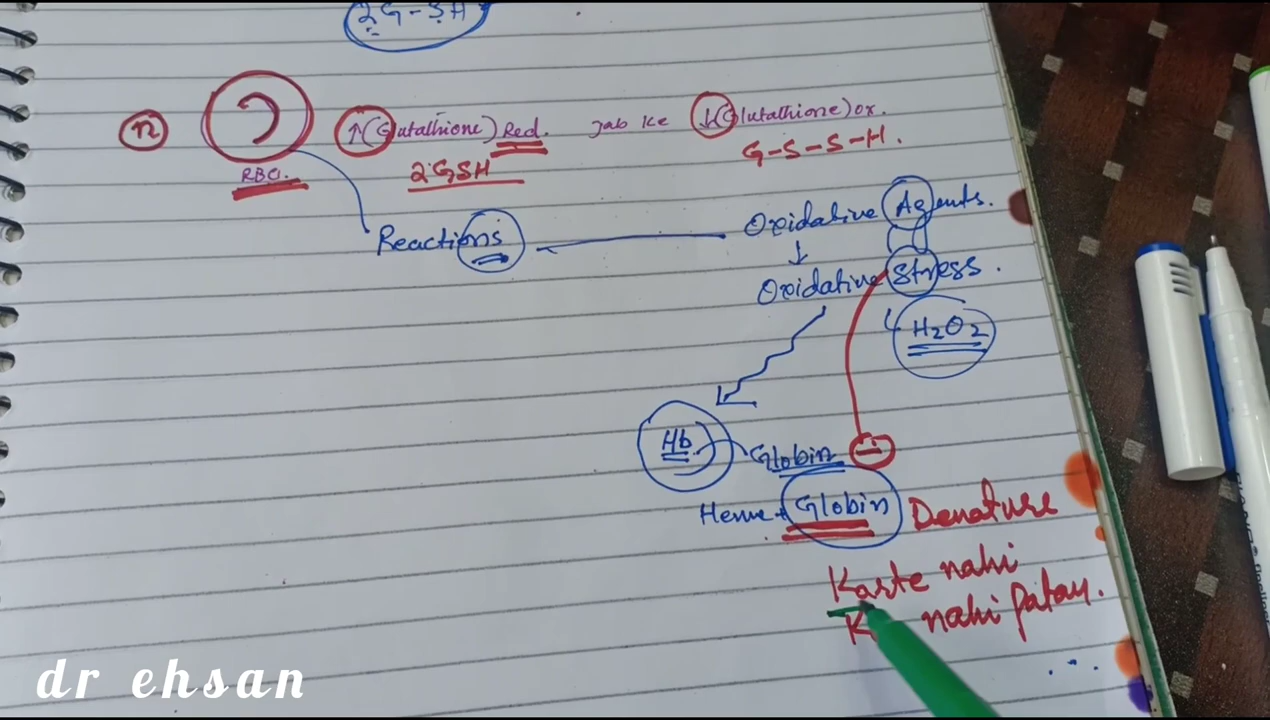 2G-SH
n
↑(Glutathione) Red. Jab ke ↓(Glutathione) ox.
RBC.
2GSH
G-S-S-H.
Reactions
Oxidative Agents.
↓
Oxidative Stress.
H2O2
Hb
Globin
Heme + Globin Denature
Karte nahi
K nahi patay.
dr ehsan